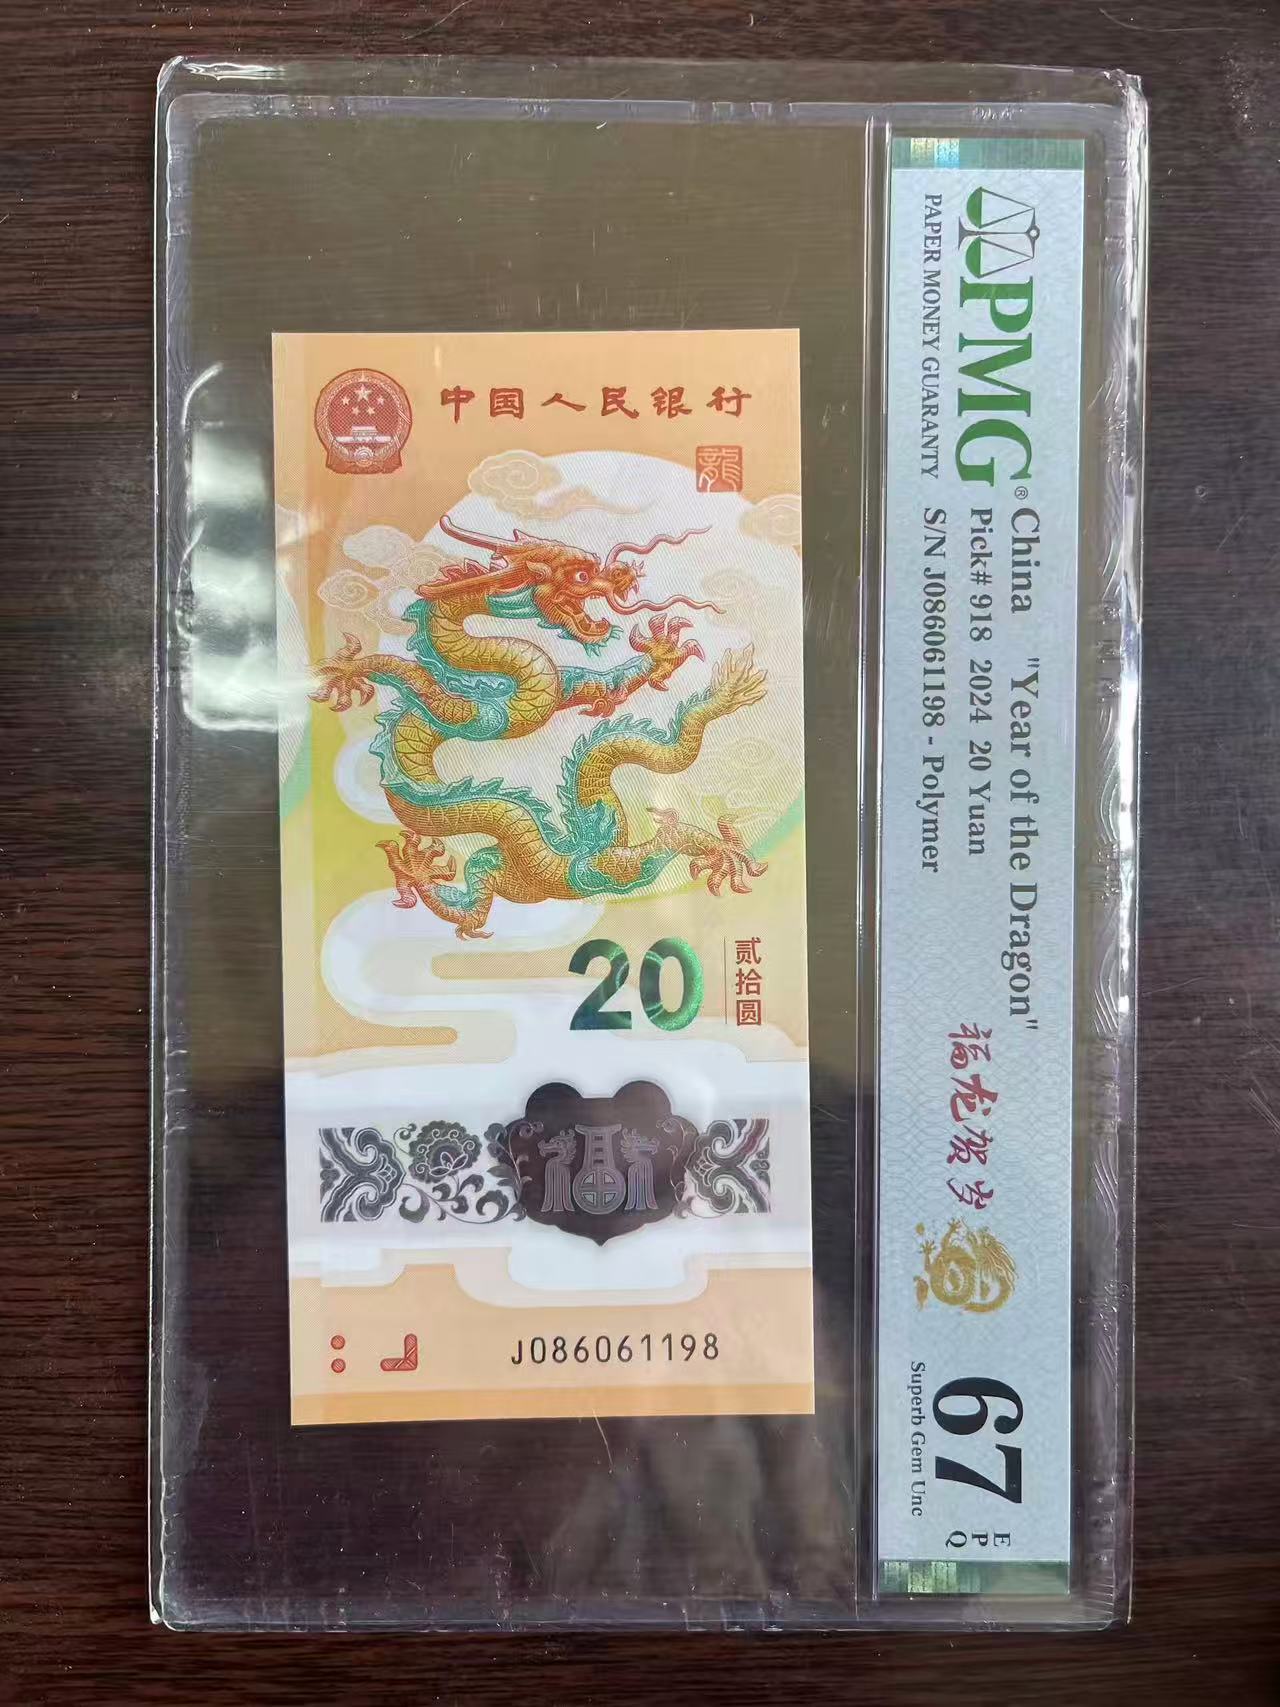 中国人民银行
龍
20
贰拾圆
福
J086061198
PMG®
PAPER MONEY GUARANTY
China "Year of the Dragon"
Pick# 918 2024 20 Yuan
S/N J086061198 - Polymer
福龙贺岁
67
EPQ
Superb Gem Unc